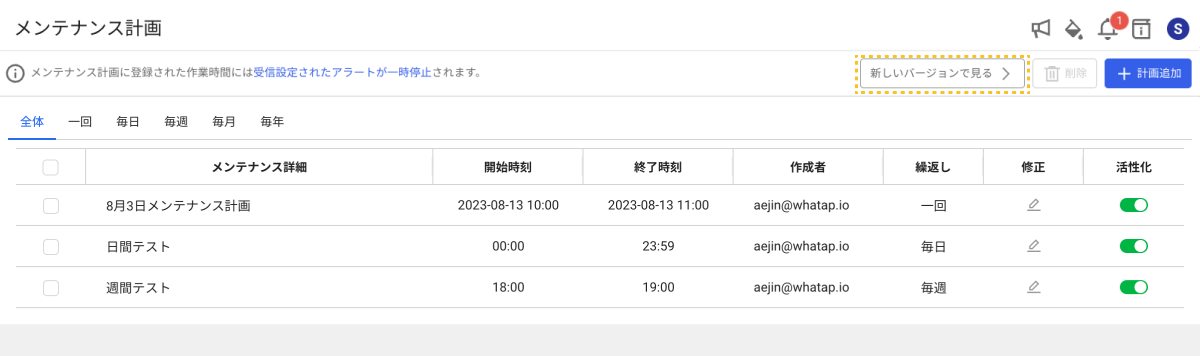 メンテナンス計画
1
S
メンテナンス計画に登録された作業時間には受信設定されたアラートが一時停止されます。
新しいバージョンで見る
削除
計画追加
全体 一回 毎日 毎週 毎月 毎年
メンテナンス詳細 開始時刻 終了時刻 作成者 繰返し 修正 活性化
8月3日メンテナンス計画 2023-08-13 10:00 2023-08-13 11:00 aejin@whatap.io 一回
日間テスト 00:00 23:59 aejin@whatap.io 毎日
週間テスト 18:00 19:00 aejin@whatap.io 毎週